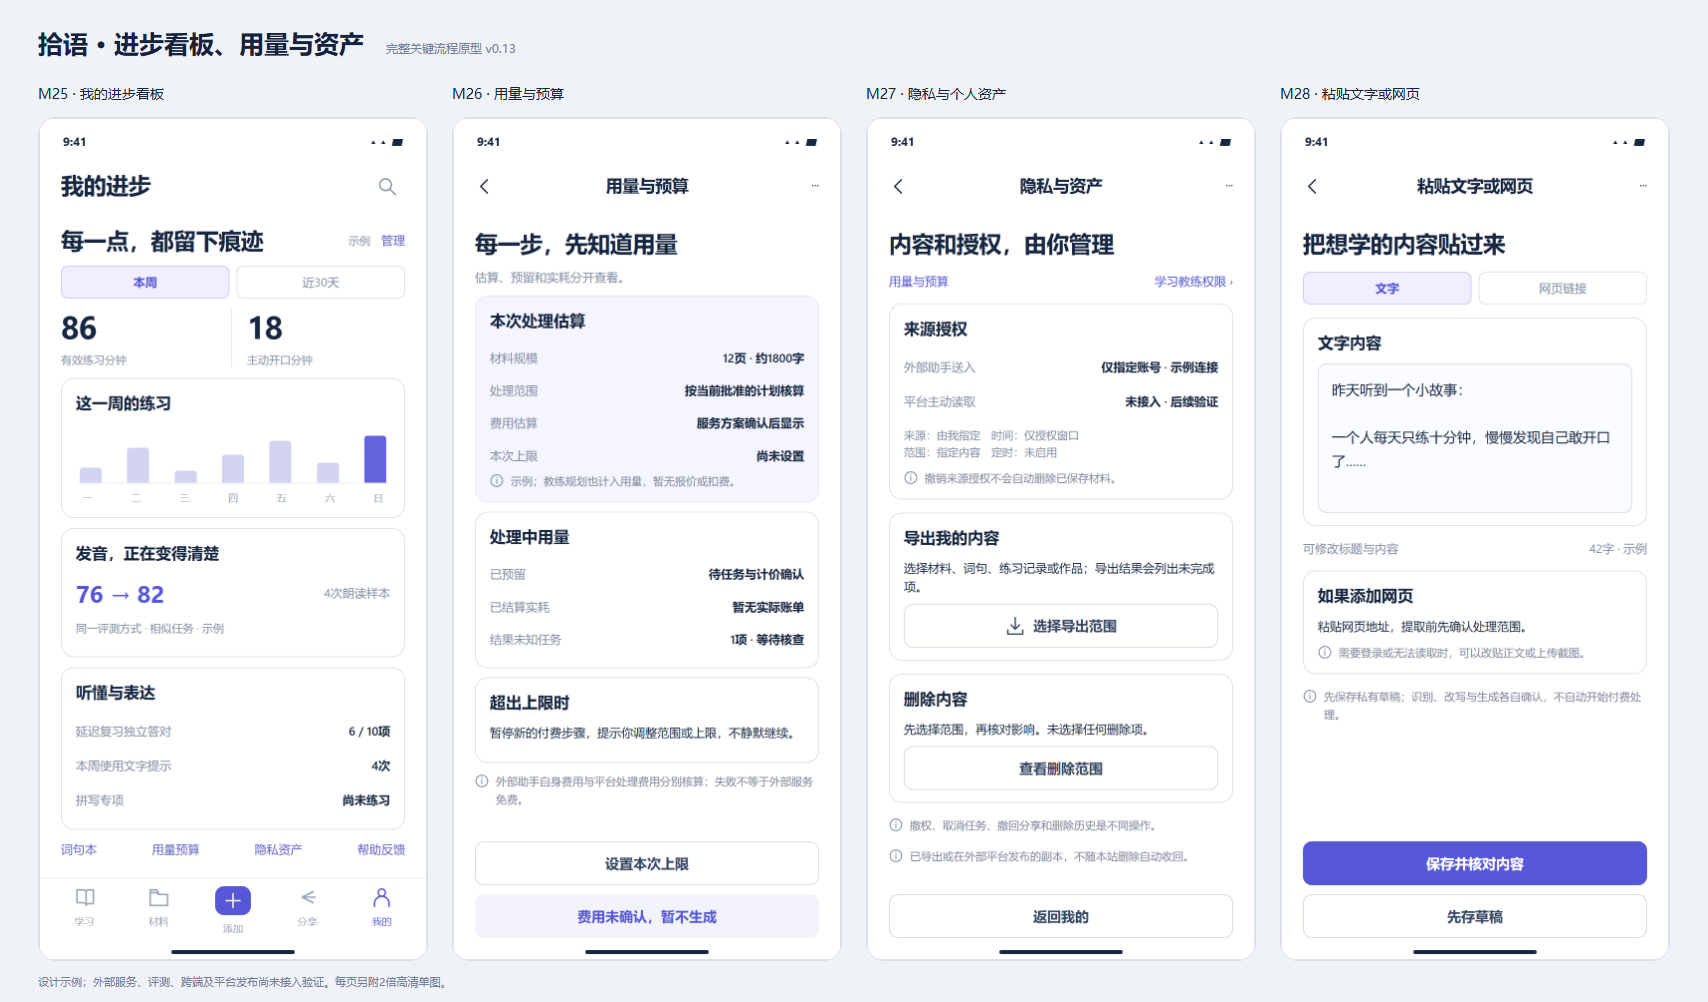 拾语 · 进步看板、用量与资产 完整关键流程原型 v0.13
M25 · 我的进步看板
9:41
我的进步
每一点，都留下痕迹 示例 管理
本周 近30天
86 18
有效练习分钟 主动开口分钟
这一周的练习
一 二 三 四 五 六 日
发音，正在变得清楚
76 → 82 4次朗读样本
同一评测方式 · 相似任务 · 示例
听懂与表达
延迟复习独立答对 6 / 10项
本周使用文字提示 4次
拼写专项 尚未练习
词句本 用量预算 隐私资产 帮助反馈
学习 材料 添加 分享 我的
M26 · 用量与预算
9:41
用量与预算
每一步，先知道用量
估算、预留和实耗分开查看。
本次处理估算
材料规模 12页 · 约1800字
处理范围 按当前批准的计划核算
费用估算 服务方案确认后显示
本次上限 尚未设置
示例；教练规划也计入用量，暂无报价或扣费。
处理中用量
已预留 待任务与计价确认
已结算实耗 暂无实际账单
结果未知任务 1项 · 等待核查
超出上限时
暂停新的付费步骤，提示你调整范围或上限，不静默继续。
外部助手自身费用与平台处理费用分别核算；失败不等于外部服务
免费。
设置本次上限
费用未确认，暂不生成
M27 · 隐私与个人资产
9:41
隐私与资产
内容和授权，由你管理
用量与预算 学习教练权限 ›
来源授权
外部助手送入 仅指定账号 · 示例连接
平台主动读取 未接入 · 后续验证
来源：由我指定 时间：仅授权窗口
范围：指定内容 定时：未启用
撤销来源授权不会自动删除已保存材料。
导出我的内容
选择材料、词句、练习记录或作品；导出结果会列出未完成
项。
选择导出范围
删除内容
先选择范围，再核对影响。未选择任何删除项。
查看删除范围
撤权、取消任务、撤回分享和删除历史是不同操作。
已导出或在外部平台发布的副本，不随本站删除自动收回。
返回我的
M28 · 粘贴文字或网页
9:41
粘贴文字或网页
把想学的内容贴过来
文字 网页链接
文字内容
昨天听到一个小故事：
一个人每天只练十分钟，慢慢发现自己敢开口
了……
可修改标题与内容 42字 · 示例
如果添加网页
粘贴网页地址，提取前先确认处理范围。
需要登录或无法读取时，可以改贴正文或上传截图。
先保存私有草稿；识别、改写与生成各自确认，不自动开始付费处
理。
保存并核对内容
先存草稿
设计示例；外部服务、评测、跨端及平台发布尚未接入验证。每页另附2倍高清单图。